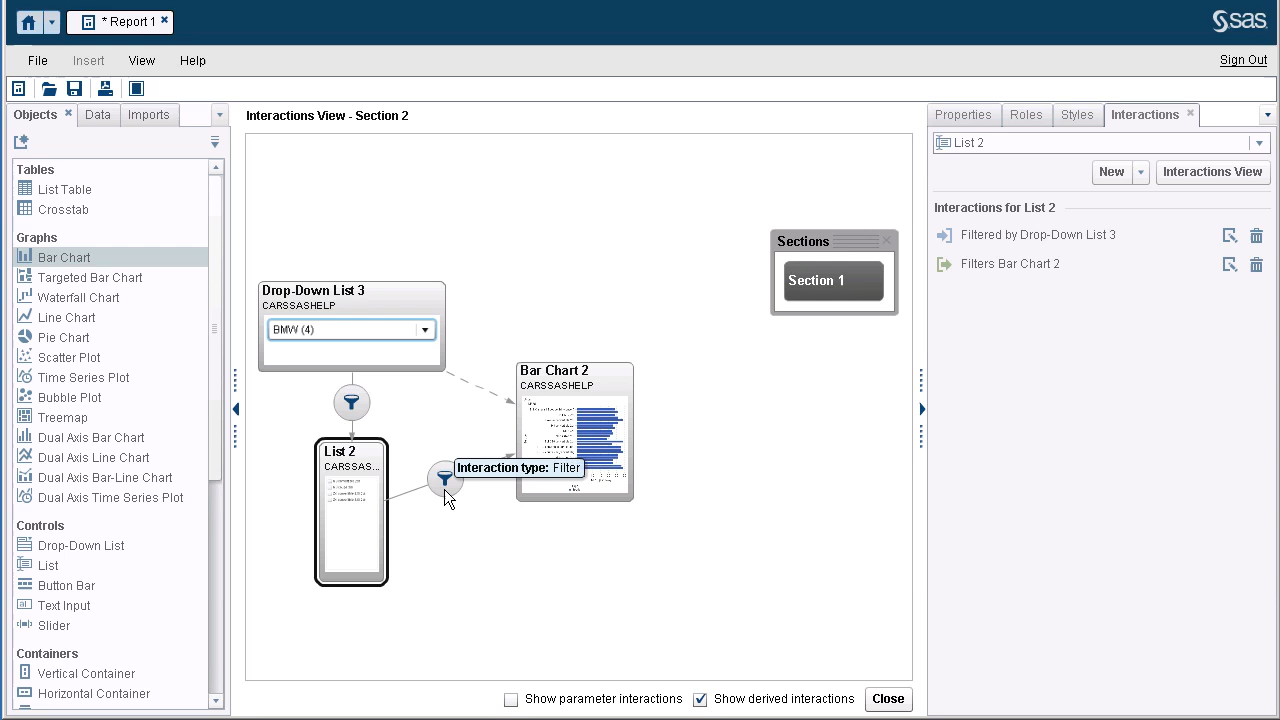 * Report 1
sas
File Insert View Help
Sign Out
Objects Data Imports
Interactions View - Section 2
Properties Roles Styles Interactions
List 2
New Interactions View
Interactions for List 2
Filtered by Drop-Down List 3
Filters Bar Chart 2
Tables
List Table
Crosstab
Graphs
Bar Chart
Targeted Bar Chart
Waterfall Chart
Line Chart
Pie Chart
Scatter Plot
Time Series Plot
Bubble Plot
Treemap
Dual Axis Bar Chart
Dual Axis Line Chart
Dual Axis Bar-Line Chart
Dual Axis Time Series Plot
Controls
Drop-Down List
List
Button Bar
Text Input
Slider
Containers
Vertical Container
Horizontal Container
Sections
Section 1
Drop-Down List 3
CARSSASHELP
BMW (4)
Bar Chart 2
CARSSASHELP
List 2
CARSSAS...
Interaction type: Filter
Show parameter interactions Show derived interactions Close